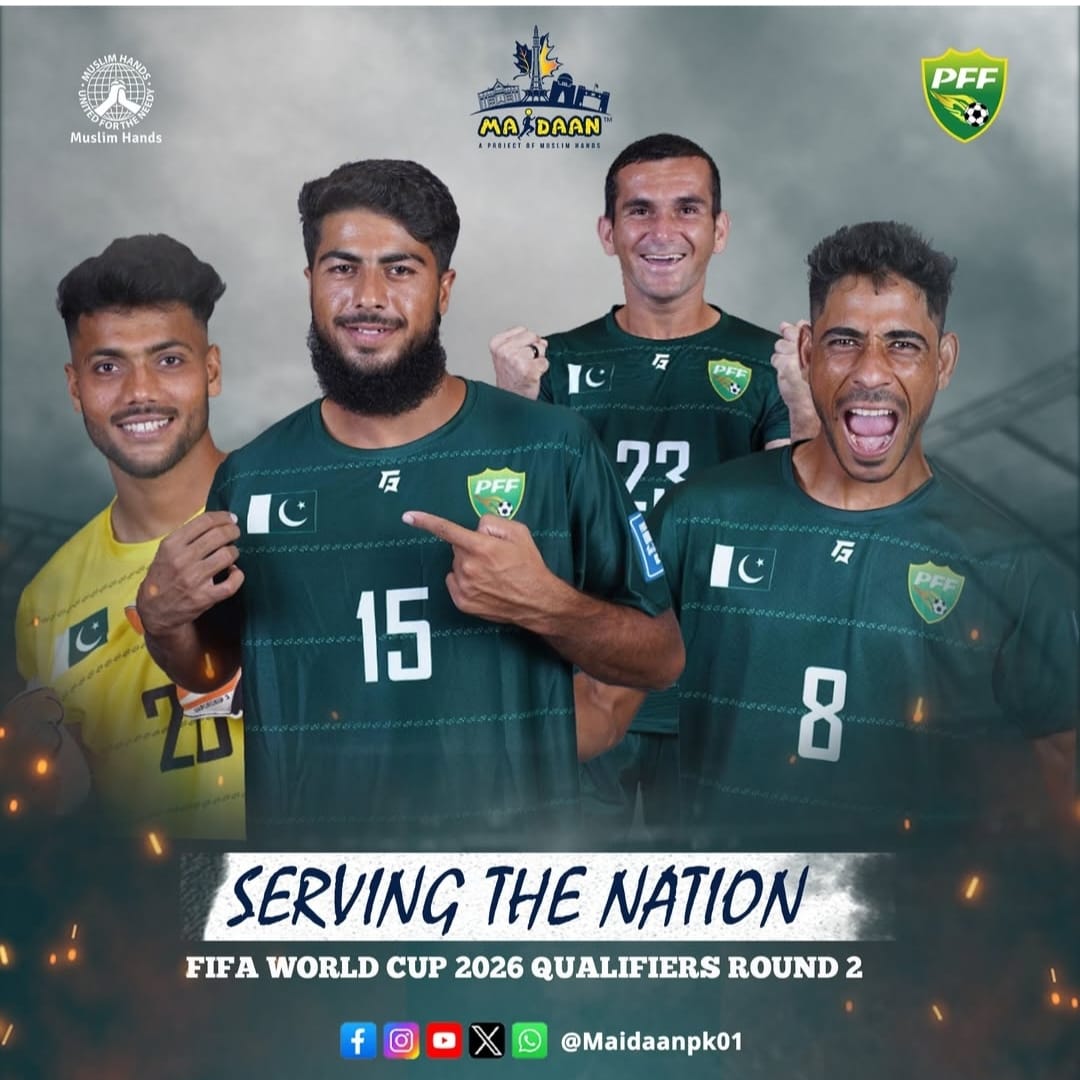 MUSLIM HANDS
UNITED FOR THE NEEDY
Muslim Hands
MAIDAAN™
A PROJECT OF MUSLIM HANDS
PFF
PFF
23
PFF
15
PFF
8
SERVING THE NATION
FIFA WORLD CUP 2026 QUALIFIERS ROUND 2
@Maidaanpk01